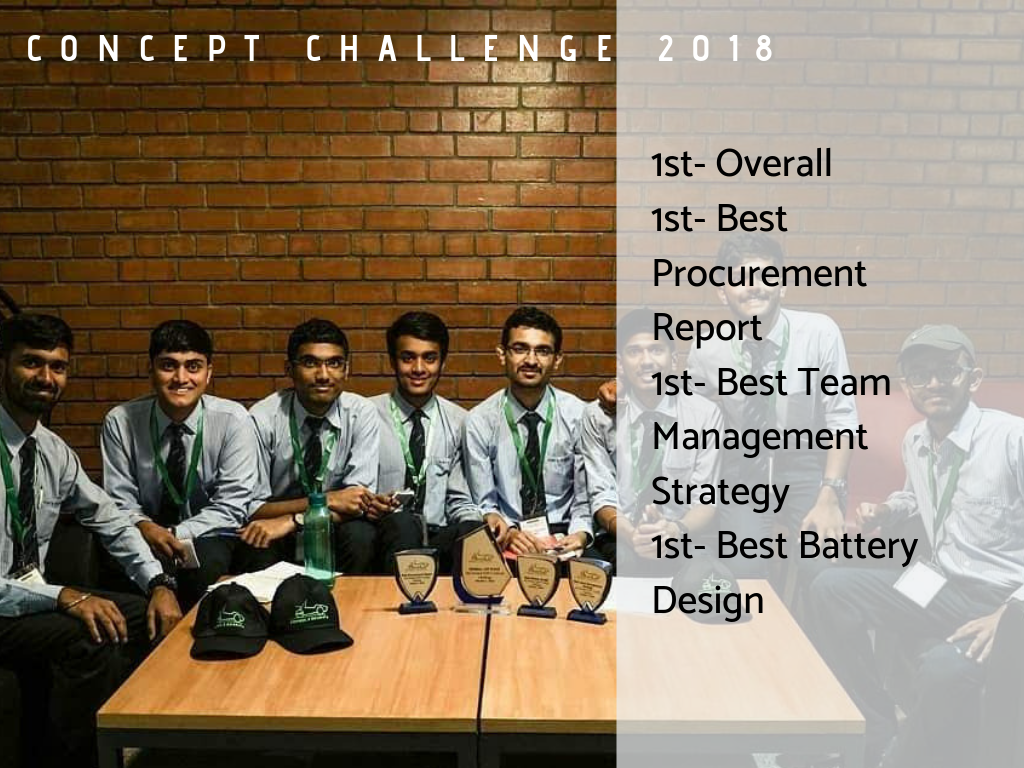 CONCEPT CHALLENGE 2018
1st- Overall
1st- Best
Procurement
Report
1st- Best Team
Management
Strategy
1st- Best Battery
Design